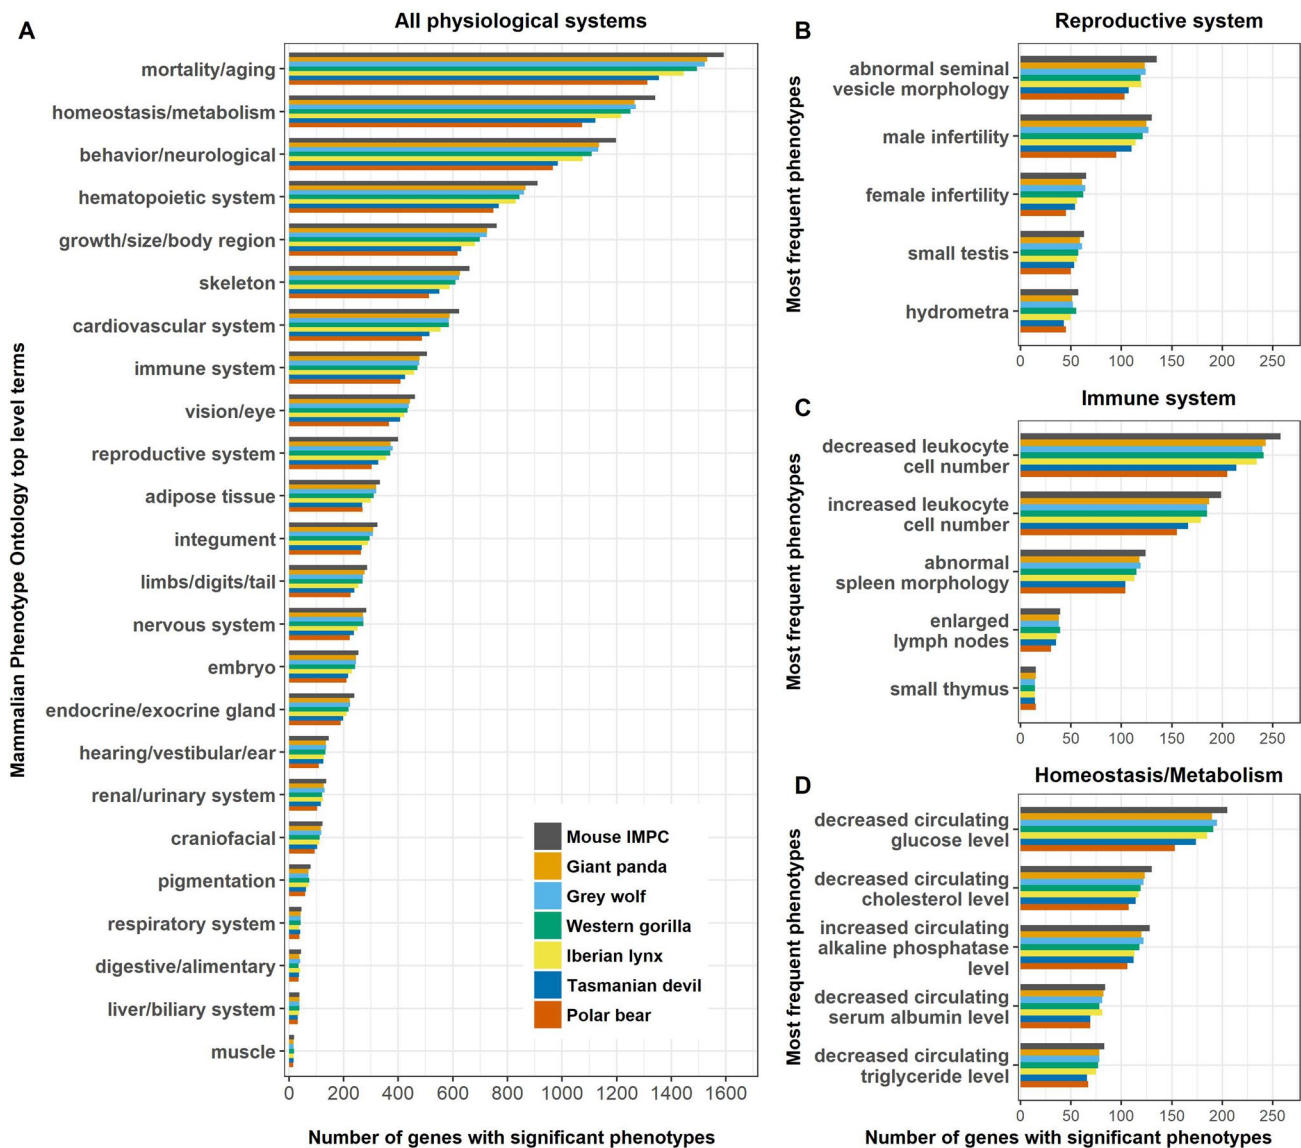 A
All physiological systems
Mammalian Phenotype Ontology top level terms
mortality/aging
homeostasis/metabolism
behavior/neurological
hematopoietic system
growth/size/body region
skeleton
cardiovascular system
immune system
vision/eye
reproductive system
adipose tissue
integument
limbs/digits/tail
nervous system
embryo
endocrine/exocrine gland
hearing/vestibular/ear
renal/urinary system
craniofacial
pigmentation
respiratory system
digestive/alimentary
liver/biliary system
muscle
Mouse IMPC
Giant panda
Grey wolf
Western gorilla
Iberian lynx
Tasmanian devil
Polar bear
0 200 400 600 800 1000 1200 1400 1600
Number of genes with significant phenotypes
B
Reproductive system
Most frequent phenotypes
abnormal seminal
vesicle morphology
male infertility
female infertility
small testis
hydrometra
0 50 100 150 200 250
C
Immune system
Most frequent phenotypes
decreased leukocyte
cell number
increased leukocyte
cell number
abnormal
spleen morphology
enlarged
lymph nodes
small thymus
0 50 100 150 200 250
D
Homeostasis/Metabolism
Most frequent phenotypes
decreased circulating
glucose level
decreased circulating
cholesterol level
increased circulating
alkaline phosphatase
level
decreased circulating
serum albumin level
decreased circulating
triglyceride level
0 50 100 150 200 250
Number of genes with significant phenotypes